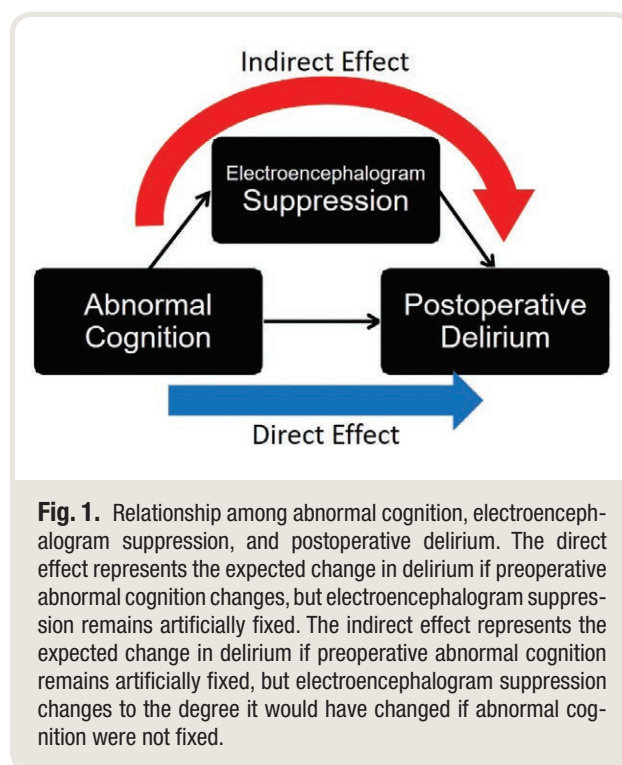 Indirect Effect
Electroencephalogram
Suppression
Abnormal
Cognition
Postoperative
Delirium
Direct Effect
Fig. 1. Relationship among abnormal cognition, electroenceph-
alogram suppression, and postoperative delirium. The direct
effect represents the expected change in delirium if preoperative
abnormal cognition changes, but electroencephalogram suppres-
sion remains artificially fixed. The indirect effect represents the
expected change in delirium if preoperative abnormal cognition
remains artificially fixed, but electroencephalogram suppression
changes to the degree it would have changed if abnormal cog-
nition were not fixed.